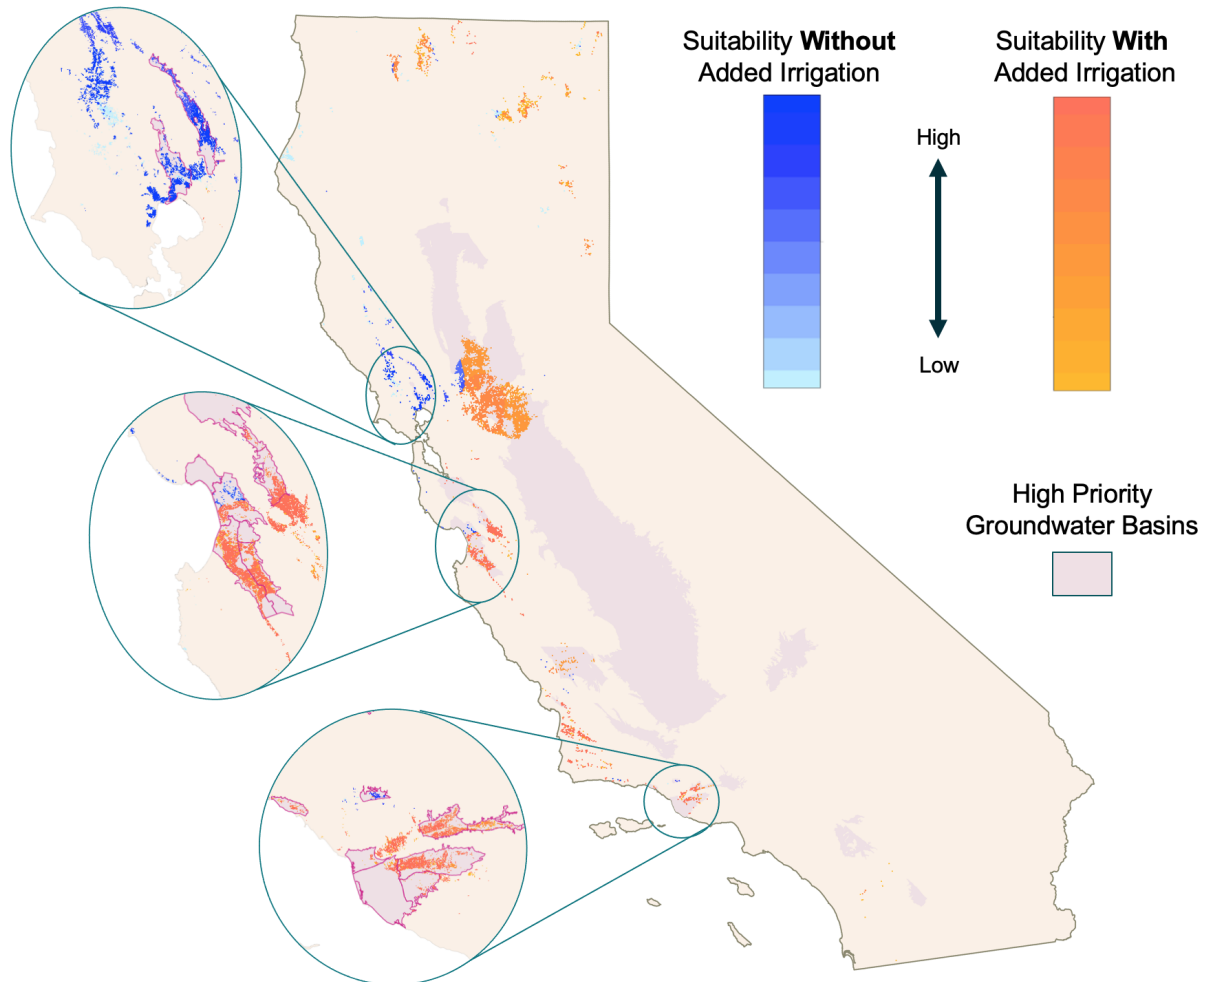 Suitability Without
Added Irrigation
Suitability With
Added Irrigation
High
Low
High Priority
Groundwater Basins